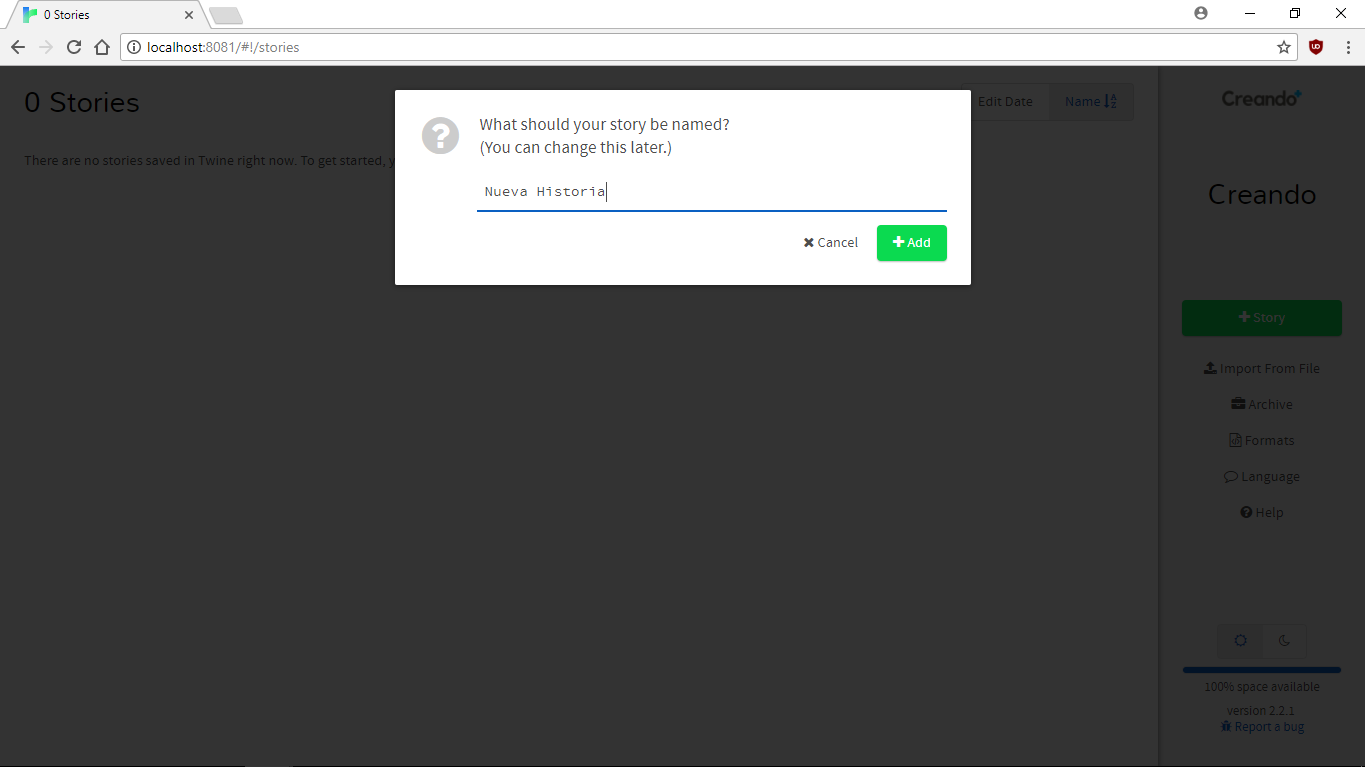 0 Stories
localhost:8081/#!/stories
0 Stories
Edit Date
Name
Creando
There are no stories saved in Twine right now. To get started, y
What should your story be named?
(You can change this later.)
Nueva Historia
Cancel
Add
Creando
Story
Import From File
Archive
Formats
Language
Help
100% space available
version 2.2.1
Report a bug